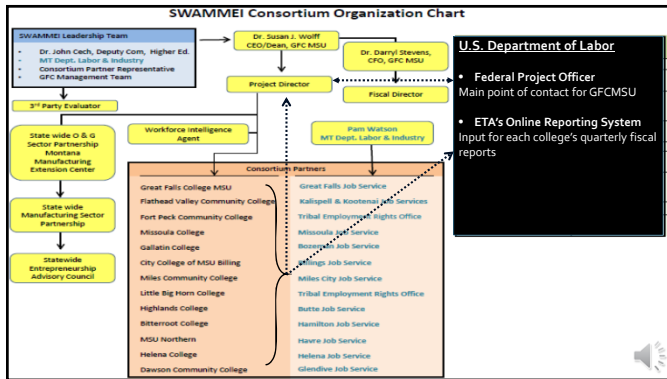 SWAMMEI Consortium Organization Chart
SWAMMEI Leadership Team
• Dr. John Cech, Deputy Com, Higher Ed.
• MT Dept. Labor & Industry
• Consortium Partner Representative
• GFC Management Team
Dr. Susan J. Wolff
CEO/Dean, GFC MSU
Dr. Darryl Stevens,
CFO, GFC MSU
Project Director
Fiscal Director
3rd Party Evaluator
State wide O & G
Sector Partnership
Montana
Manufacturing
Extension Center
State wide
Manufacturing Sector
Partnership
Statewide
Entrepreneurship
Advisory Council
Workforce Intelligence
Agent
Pam Watson
MT Dept. Labor & Industry
Consortium Partners
Great Falls College MSU Great Falls Job Service
Flathead Valley Community College Kalispell & Kootenai Job Services
Fort Peck Community College Tribal Employment Rights Office
Missoula College Missoula Job Service
Gallatin College Bozeman Job Service
City College of MSU Billing Billings Job Service
Miles Community College Miles City Job Service
Little Big Horn College Tribal Employment Rights Office
Highlands College Butte Job Service
Bitterroot College Hamilton Job Service
MSU Northern Havre Job Service
Helena College Helena Job Service
Dawson Community College Glendive Job Service
U.S. Department of Labor
• Federal Project Officer
Main point of contact for GFCMSU
• ETA's Online Reporting System
Input for each college's quarterly fiscal
reports